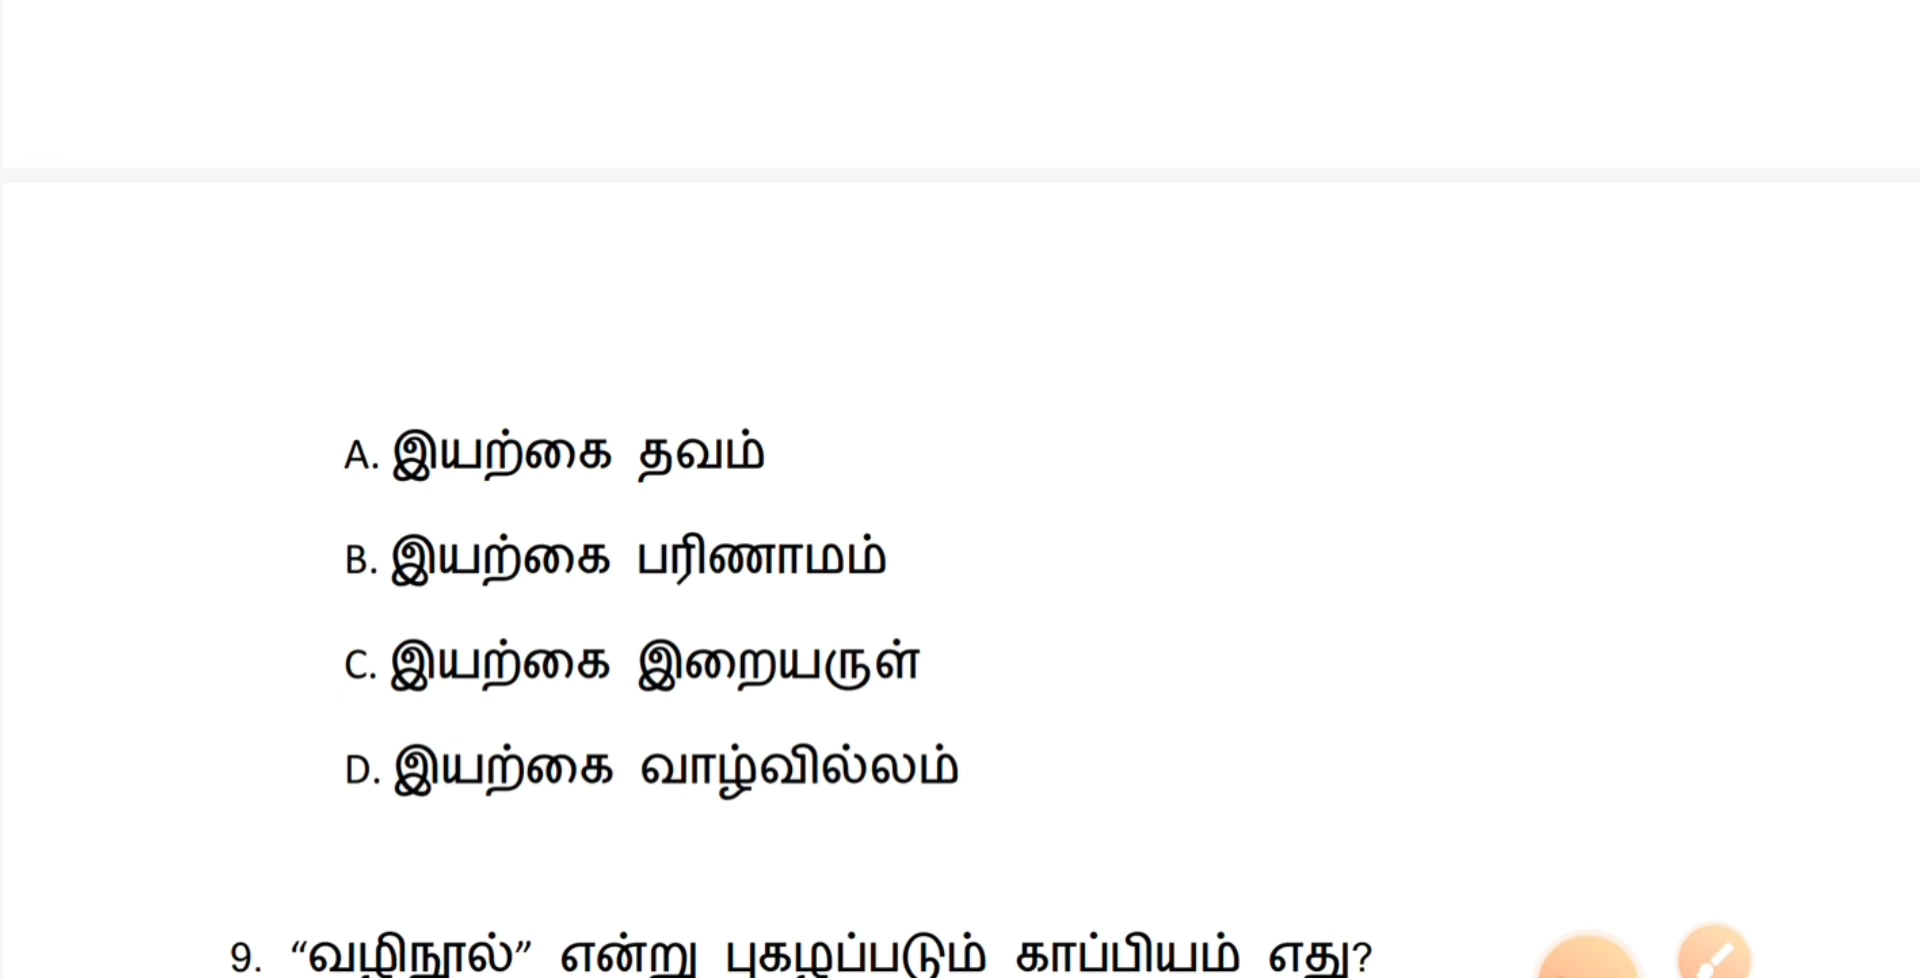 A. இயற்கை தவம்
B. இயற்கை பரிணாமம்
C. இயற்கை இறையருள்
D. இயற்கை வாழ்வில்லம்
9. “வழிநூல்” என்று புகழப்படும் காப்பியம் எது?